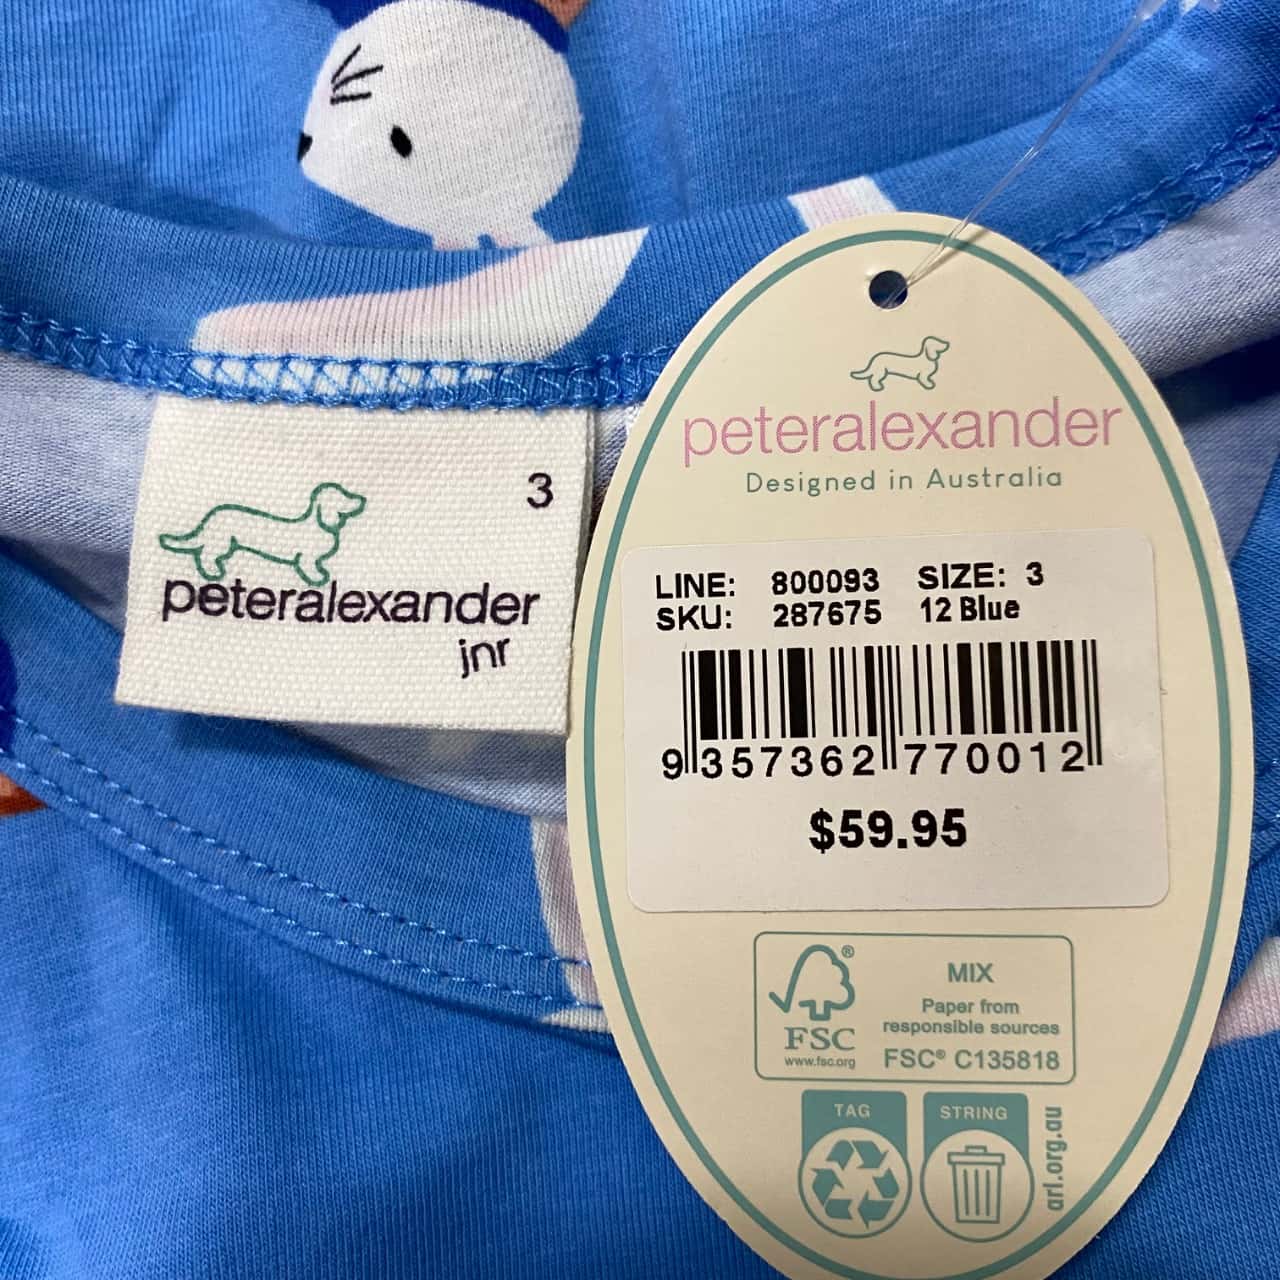 3
peteralexander
jnr
peteralexander
Designed in Australia
LINE: 800093 SIZE: 3
SKU: 287675 12 Blue
9 357362 770012
$59.95
MIX
Paper from
responsible sources
FSC® C135818
®
FSC
www.fsc.org
TAG
STRING
arl.org.au